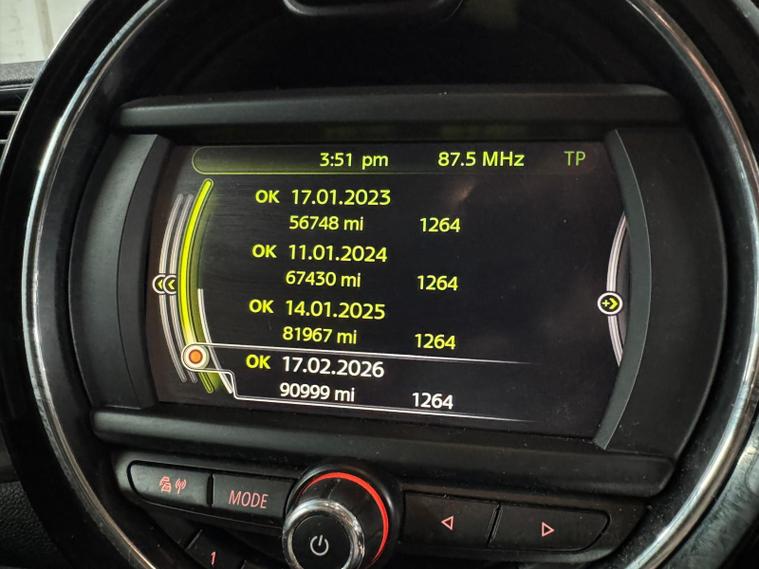 3:51 pm 87.5 MHz TP
OK 17.01.2023
56748 mi 1264
OK 11.01.2024
67430 mi 1264
OK 14.01.2025
81967 mi 1264
OK 17.02.2026
90999 mi 1264
MODE
1